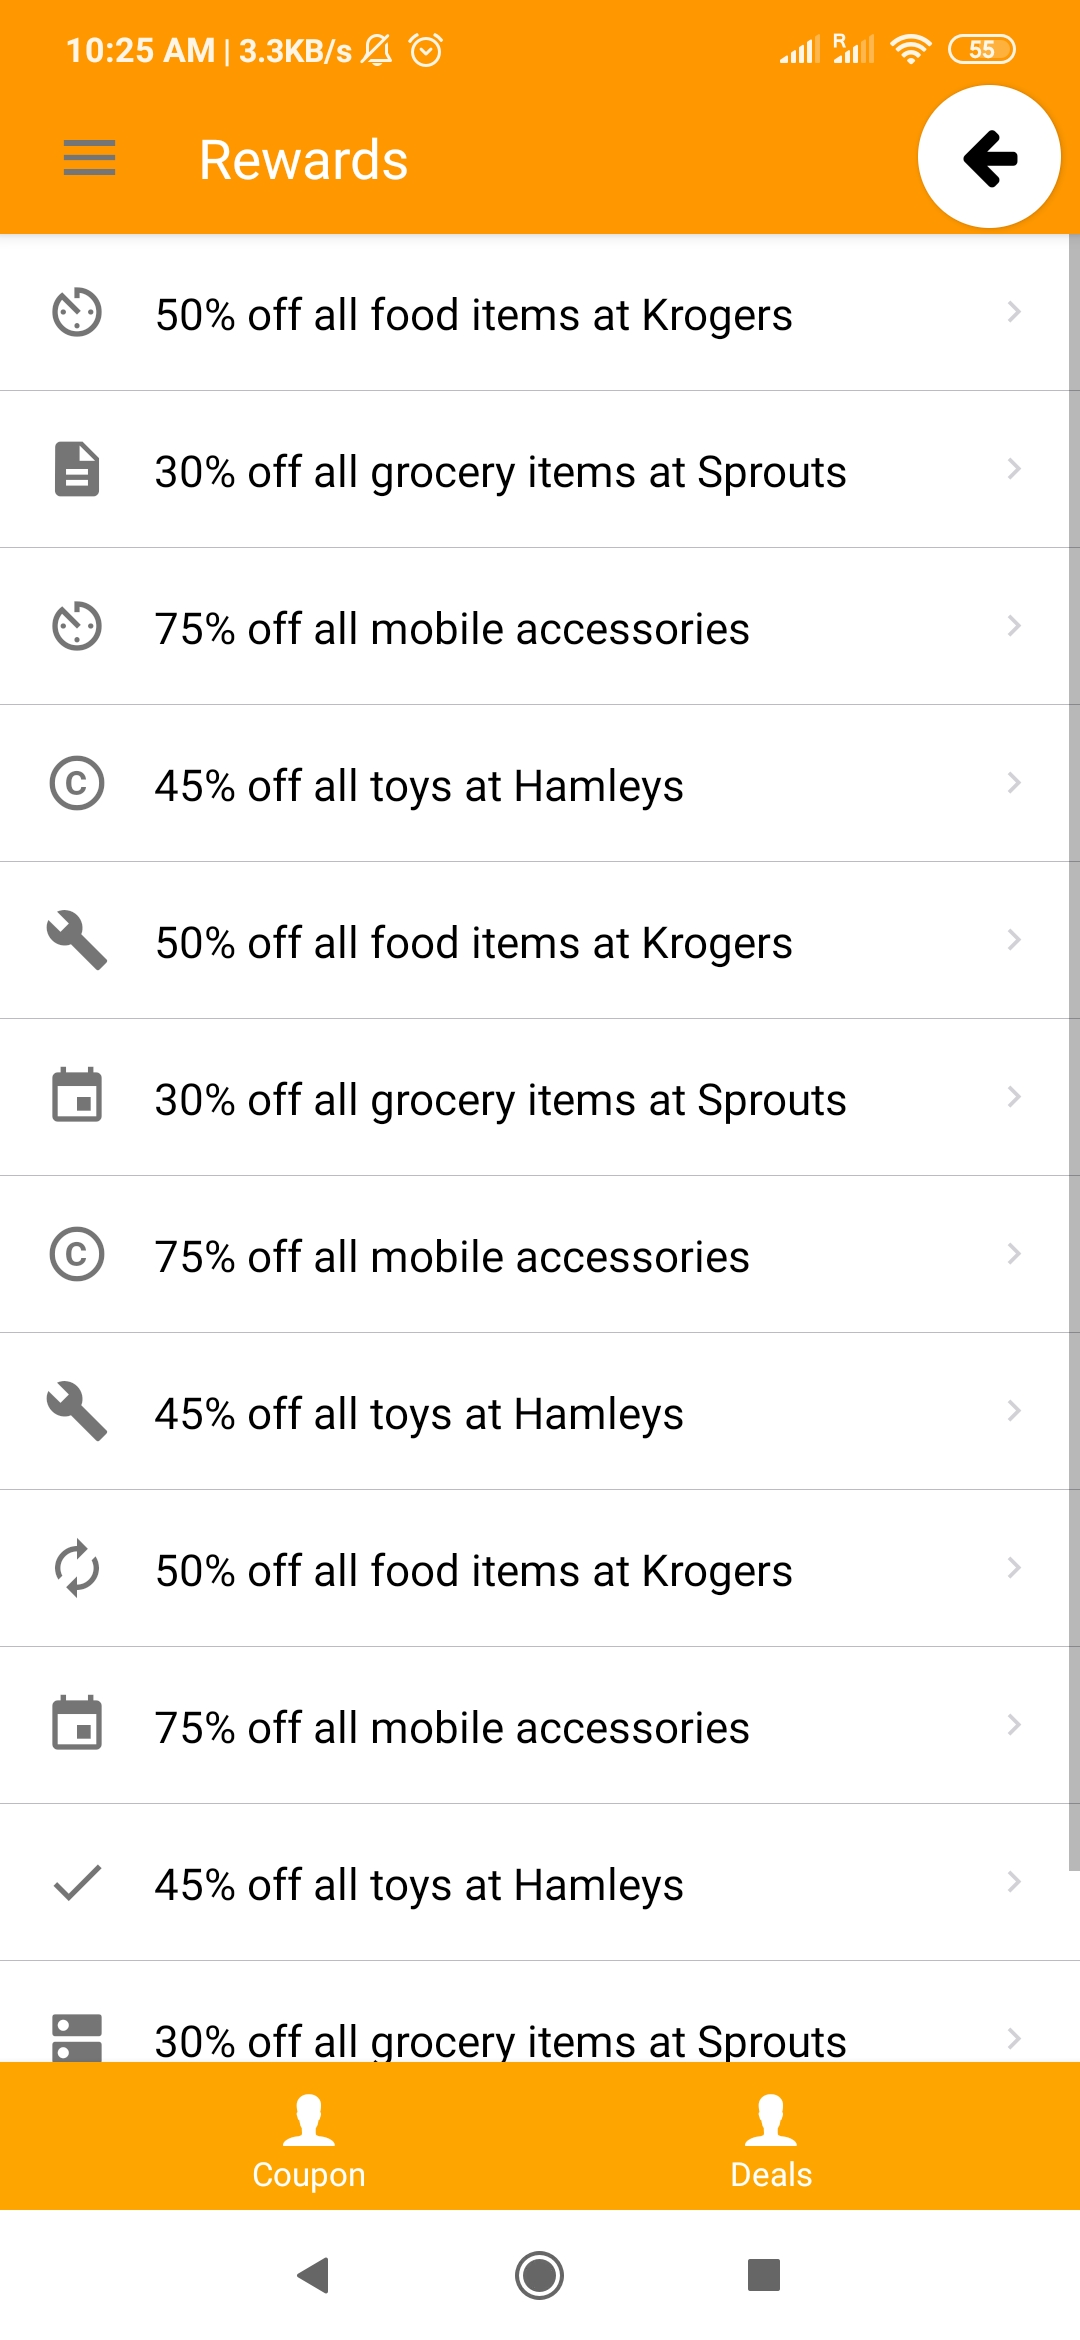 10:25 AM | 3.3KB/s
R
55
Rewards
50% off all food items at Krogers
30% off all grocery items at Sprouts
75% off all mobile accessories
C
45% off all toys at Hamleys
50% off all food items at Krogers
30% off all grocery items at Sprouts
C
75% off all mobile accessories
45% off all toys at Hamleys
50% off all food items at Krogers
75% off all mobile accessories
45% off all toys at Hamleys
30% off all grocery items at Sprouts
Coupon
Deals